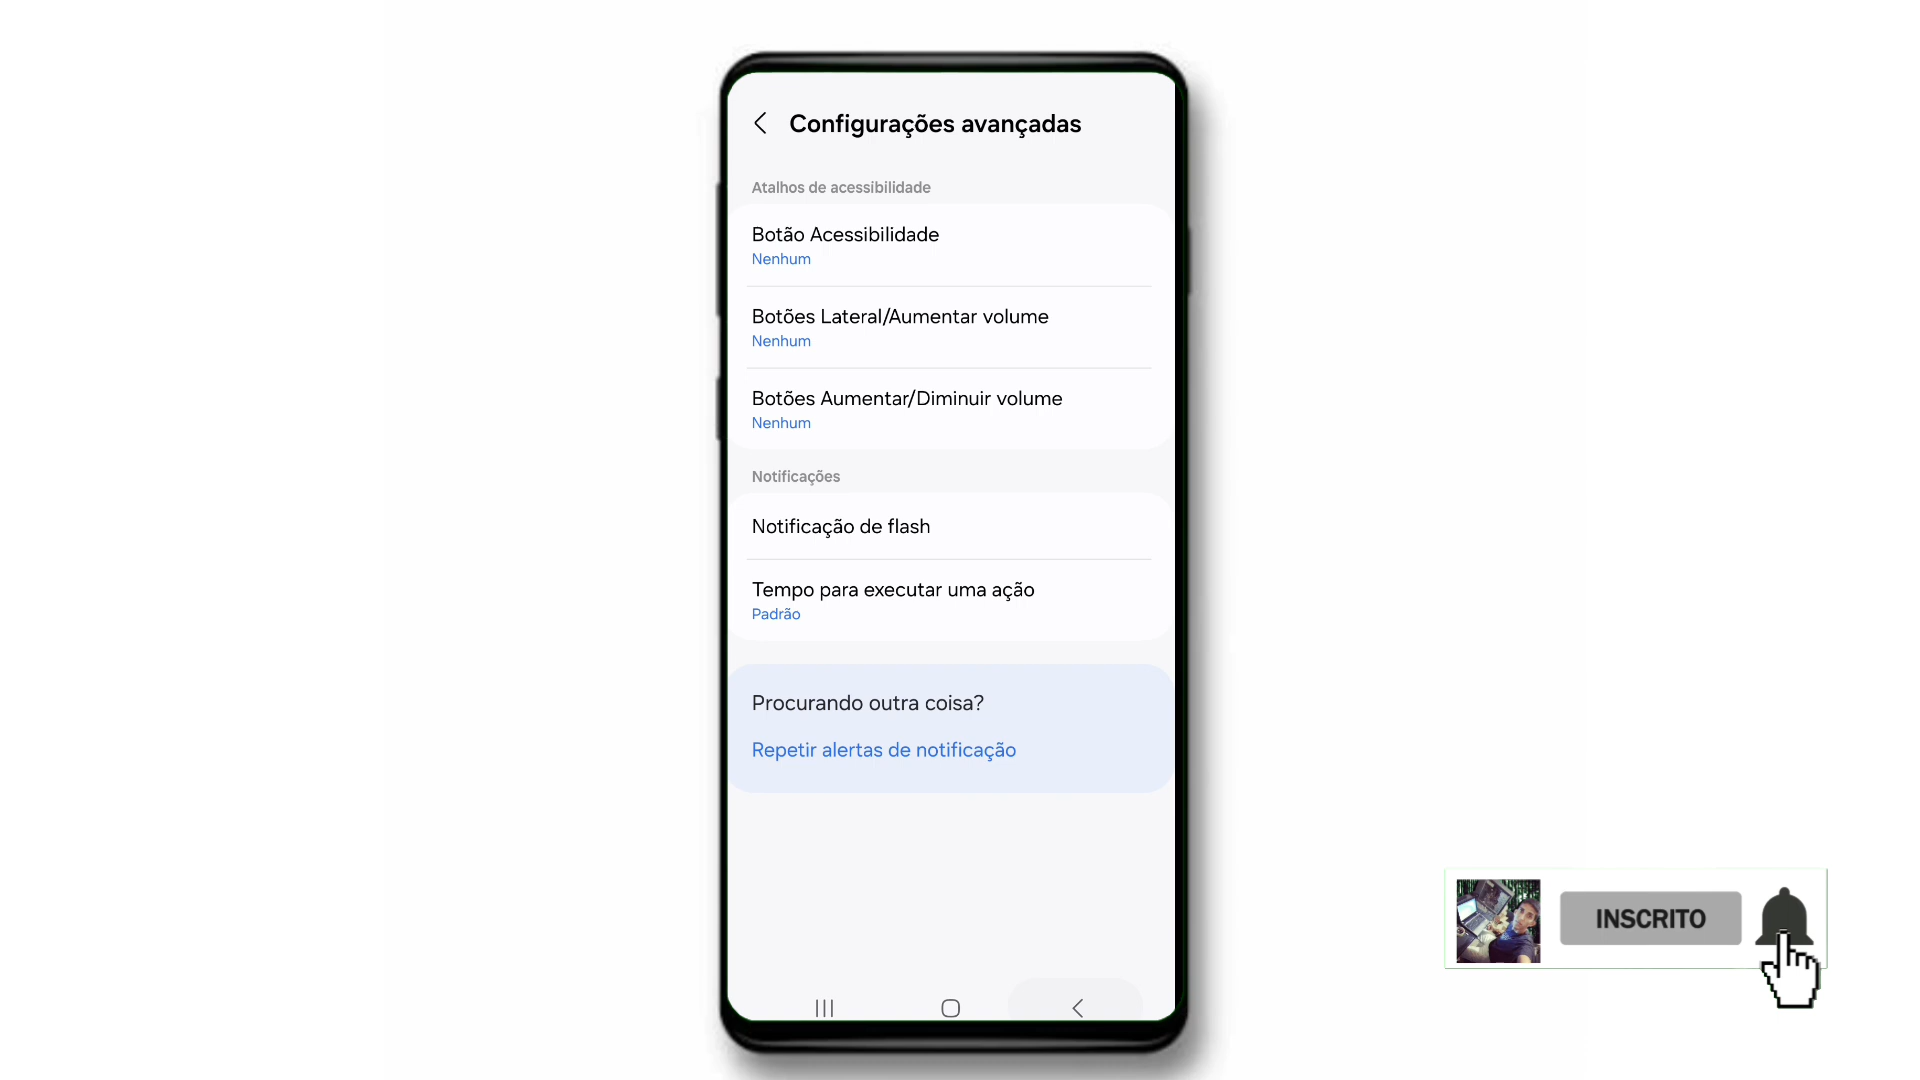 Configurações avançadas
Atalhos de acessibilidade
Botão Acessibilidade
Nenhum
Botões Lateral/Aumentar volume
Nenhum
Botões Aumentar/Diminuir volume
Nenhum
Notificações
Notificação de flash
Tempo para executar uma ação
Padrão
Procurando outra coisa?
Repetir alertas de notificação
INSCRITO